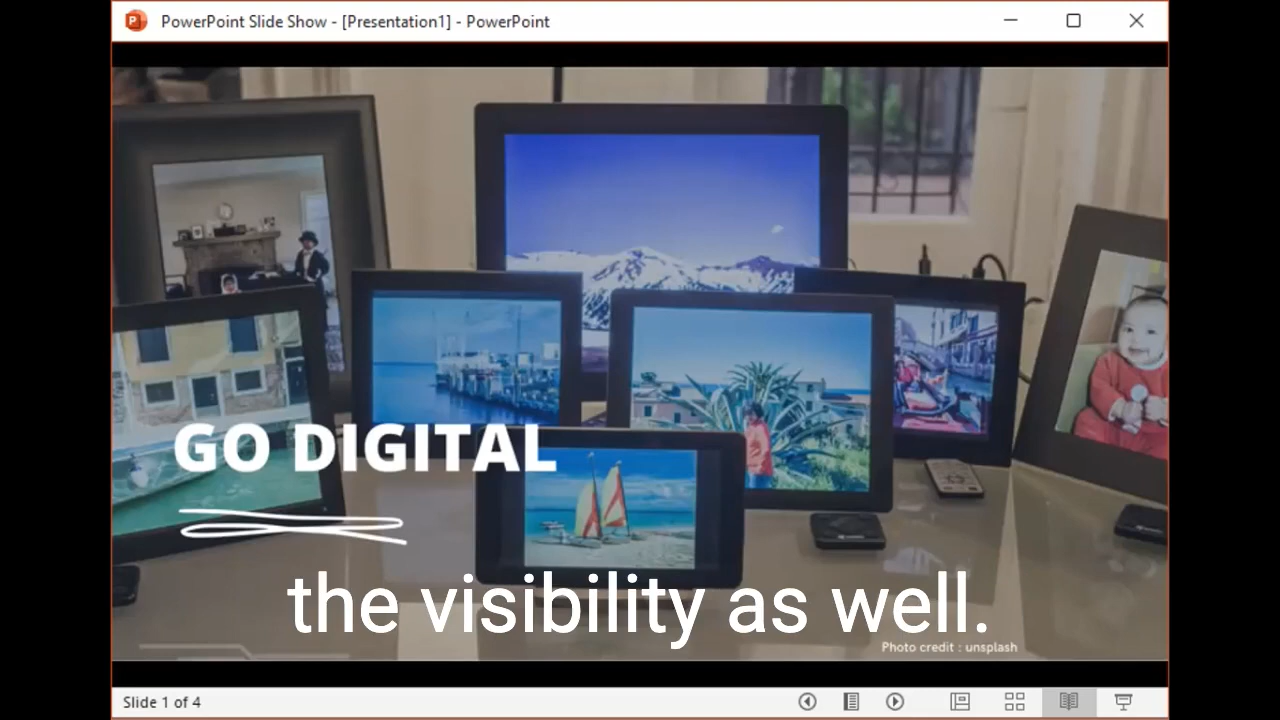 PowerPoint Slide Show - [Presentation1] - PowerPoint
GO DIGITAL
the visibility as well.
Photo credit : unsplash
Slide 1 of 4